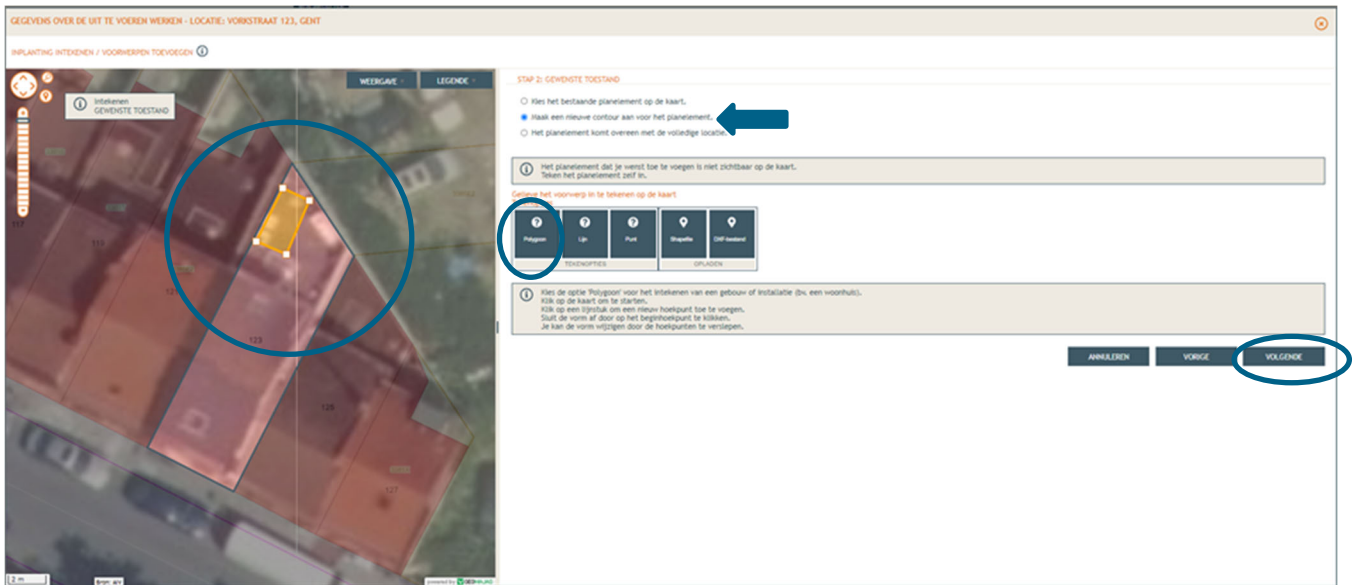 GEGEVENS OVER DE UIT TE VOEREN WERKEN - LOCATIE: VORKSTRAAT 123, GENT
INPLANTING INTEKENEN / VOORWERPEN TOEVOEGEN
WEERGAVE
LEGENDE
Intekenen
GEWENSTE TOESTAND
117
115
123
128
127
2 m
powered by GEOMAJAS
STAP 2: GEWENSTE TOESTAND
Kies het bestaande planelement op de kaart.
Maak een nieuwe contour aan voor het planelement.
Het planelement komt overeen met de volledige locatie.
Het planelement dat je wenst toe te voegen is niet zichtbaar op de kaart.
Teken het planelement zelf in.
Gelieve het voorwerp in te tekenen op de kaart
Polygoon
Lijn
Punt
Shapefile
DXF-bestand
TEKENOPTIES
OPLADEN
Kies de optie 'Polygoon' voor het intekenen van een gebouw of installatie (bv. een woonhuis).
Klik op de kaart om te starten.
Klik op een lijnstuk om een nieuw hoekpunt toe te voegen.
Sluit de vorm af door op het beginhoekpunt te klikken.
Je kan de vorm wijzigen door de hoekpunten te verslepen.
ANNULEREN
VORIGE
VOLGENDE